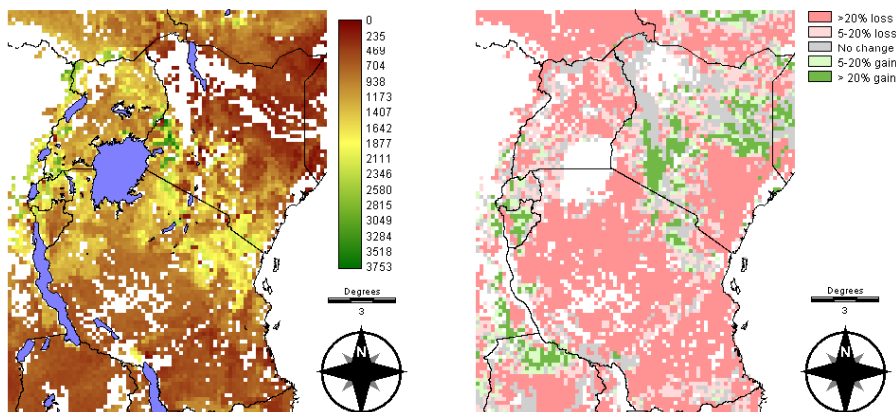 0
235
469
704
938
1173
1407
1642
1877
2111
2346
2580
2815
3049
3284
3518
3753
Degrees
3
N
>20% loss
5-20% loss
No change
5-20% gain
> 20% gain
Degrees
3
N